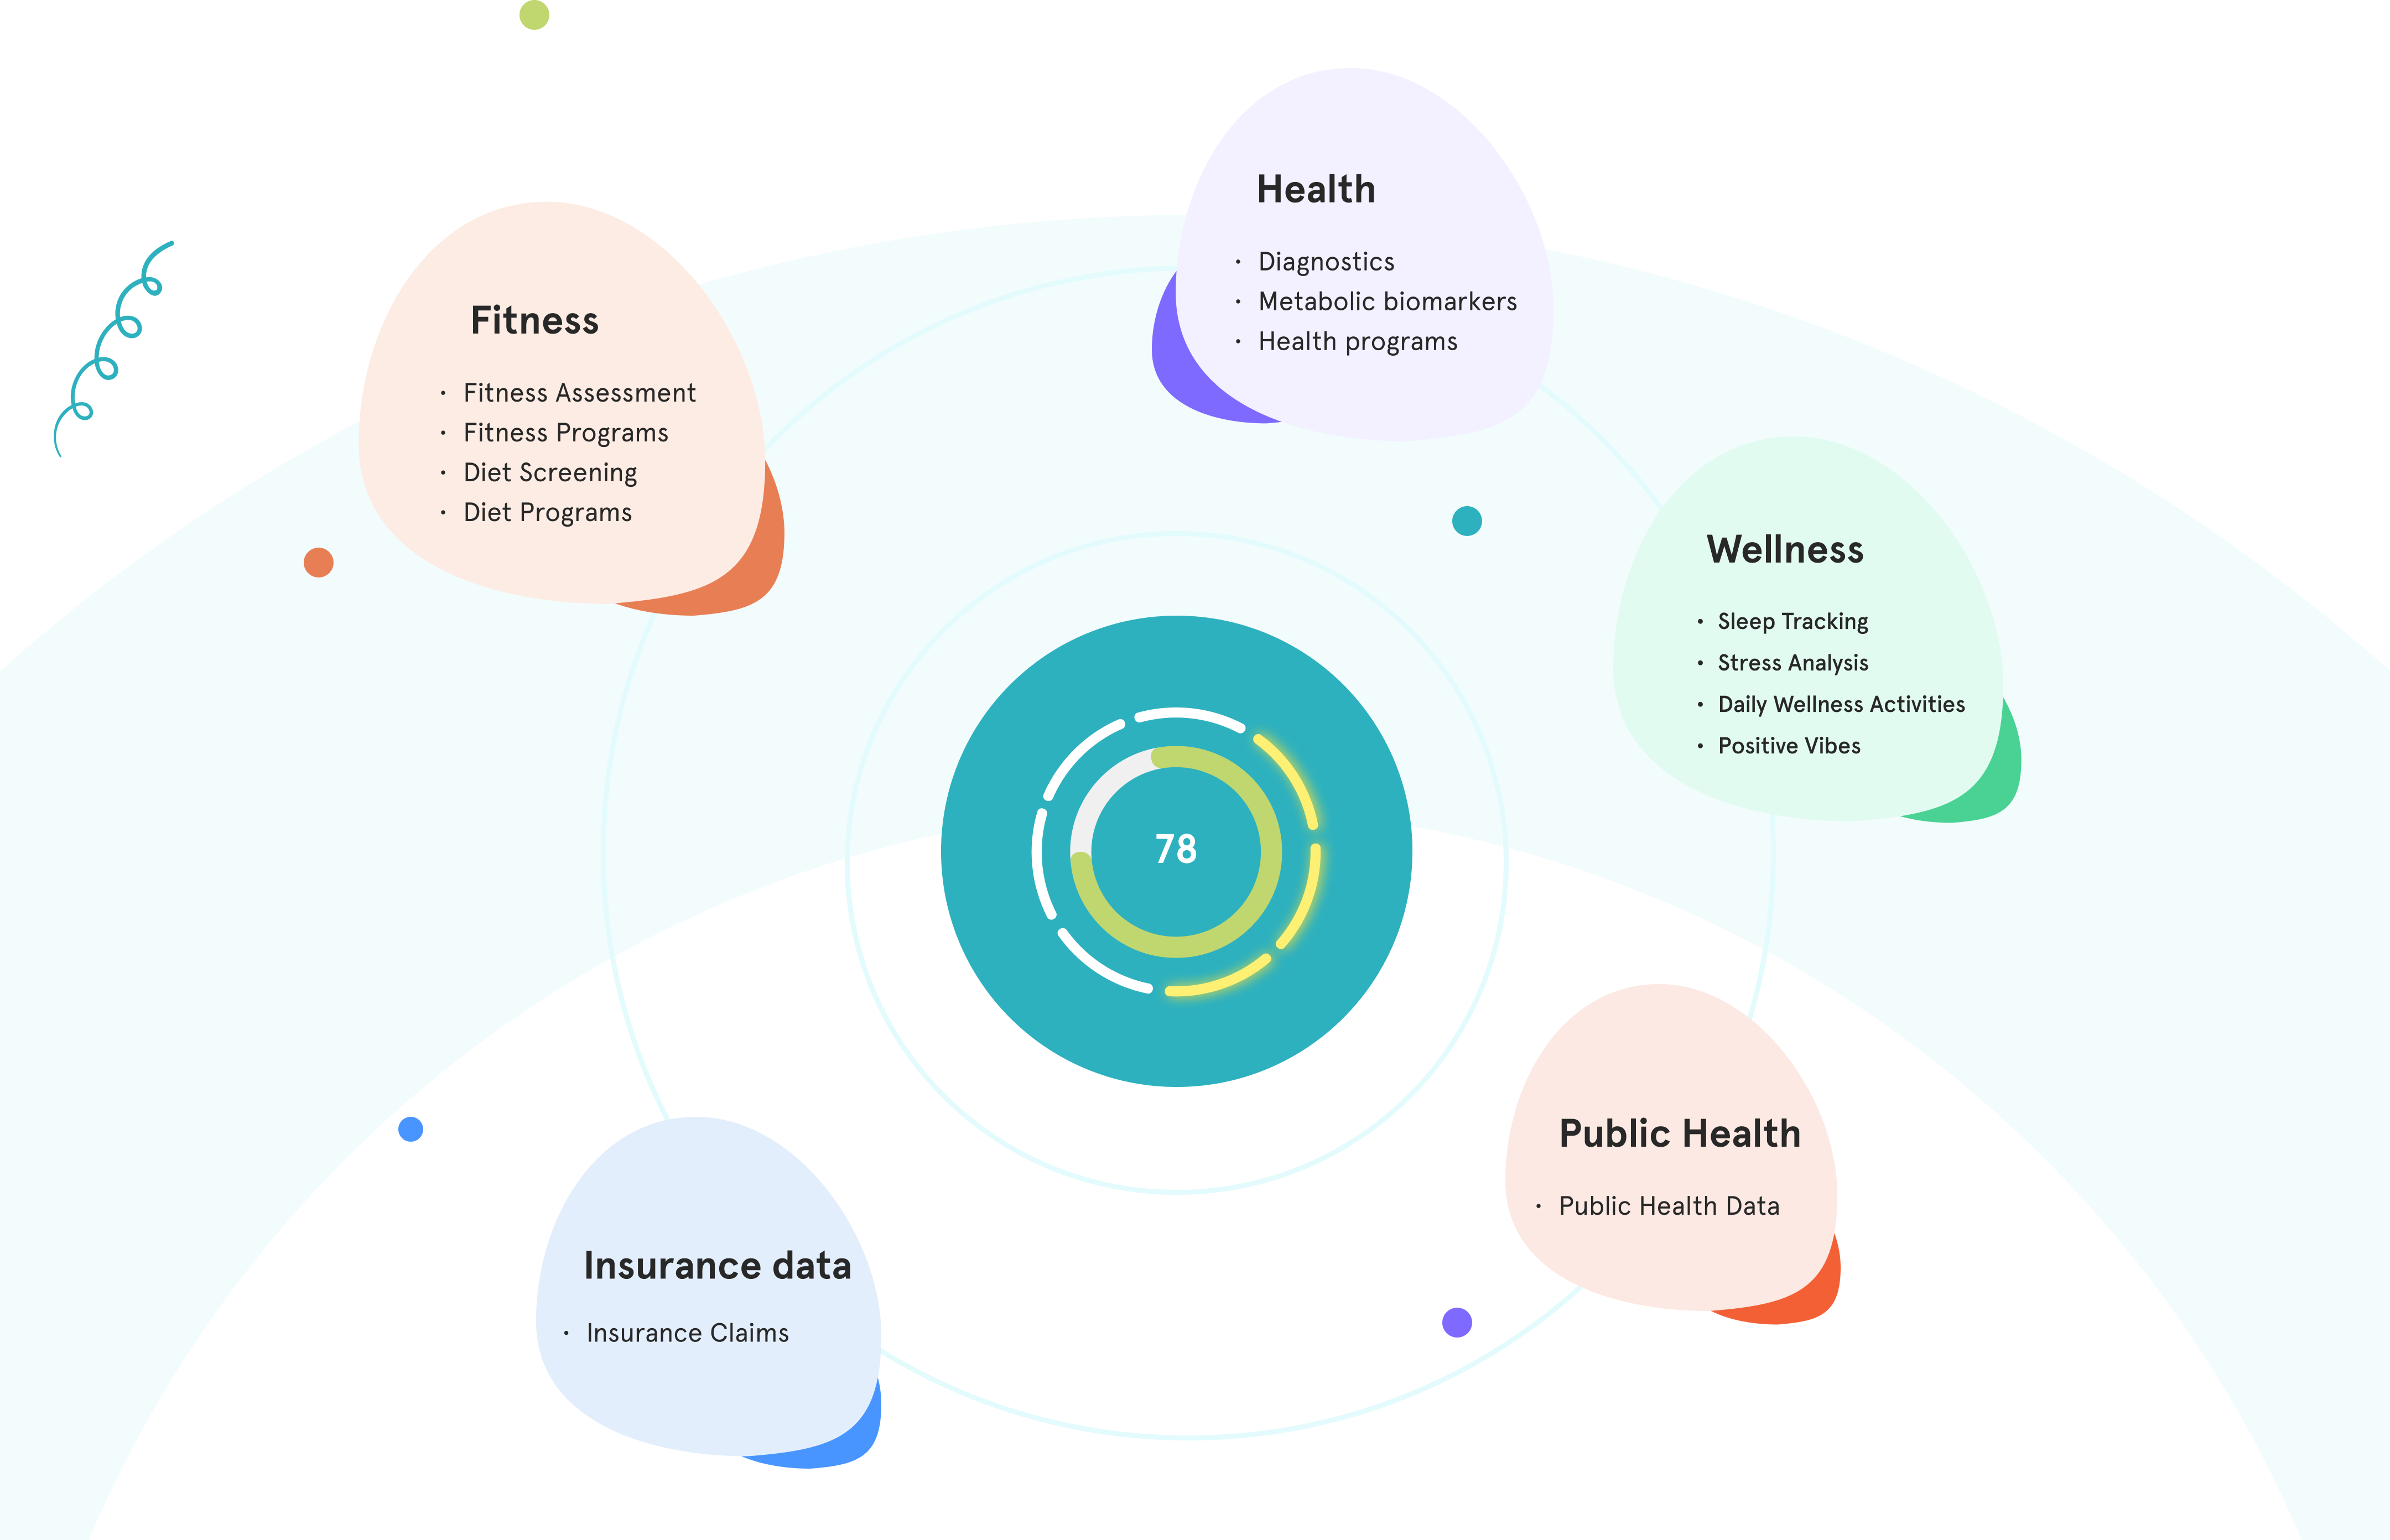 Health
• Diagnostics
• Metabolic biomarkers
• Health programs
Fitness
• Fitness Assessment
• Fitness Programs
• Diet Screening
• Diet Programs
Wellness
• Sleep Tracking
• Stress Analysis
• Daily Wellness Activities
• Positive Vibes
78
Public Health
• Public Health Data
Insurance data
• Insurance Claims